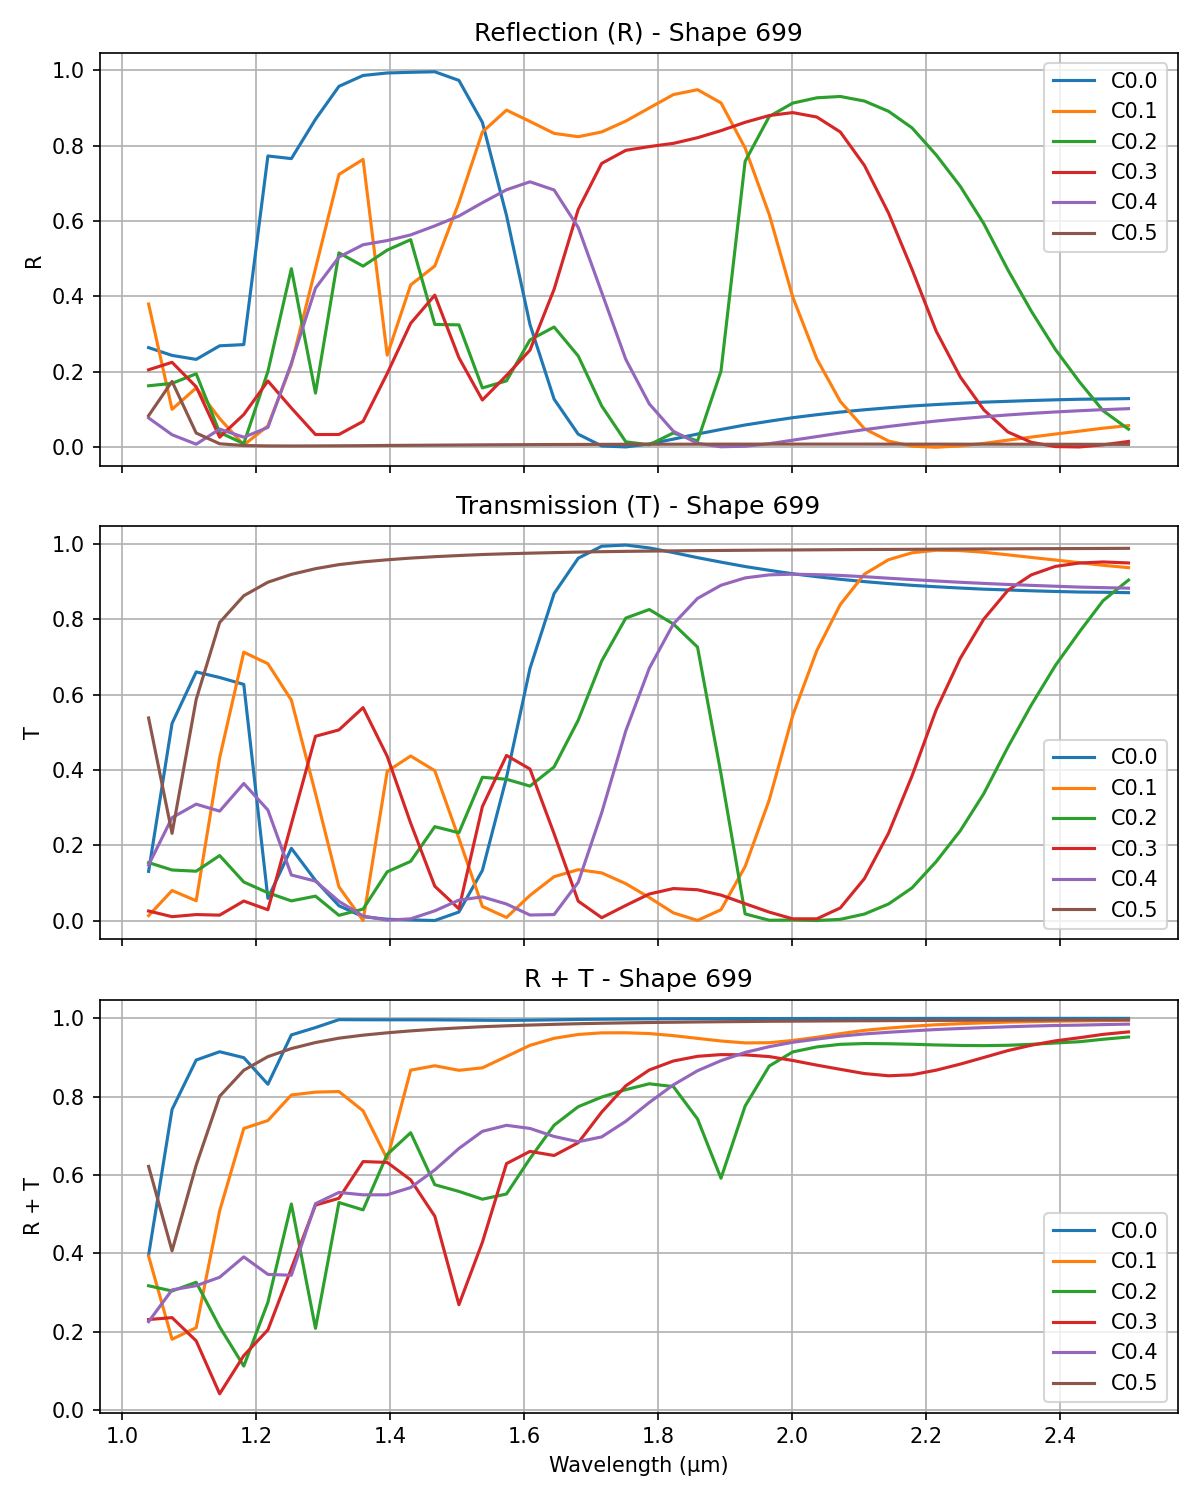 Reflection (R) - Shape 699
1.0
0.8
0.6
0.4
0.2
0.0
R
C0.0
C0.1
C0.2
C0.3
C0.4
C0.5
Transmission (T) - Shape 699
1.0
0.8
0.6
0.4
0.2
0.0
T
C0.0
C0.1
C0.2
C0.3
C0.4
C0.5
R + T - Shape 699
1.0
0.8
0.6
0.4
0.2
0.0
R + T
C0.0
C0.1
C0.2
C0.3
C0.4
C0.5
1.0 1.2 1.4 1.6 1.8 2.0 2.2 2.4
Wavelength (μm)